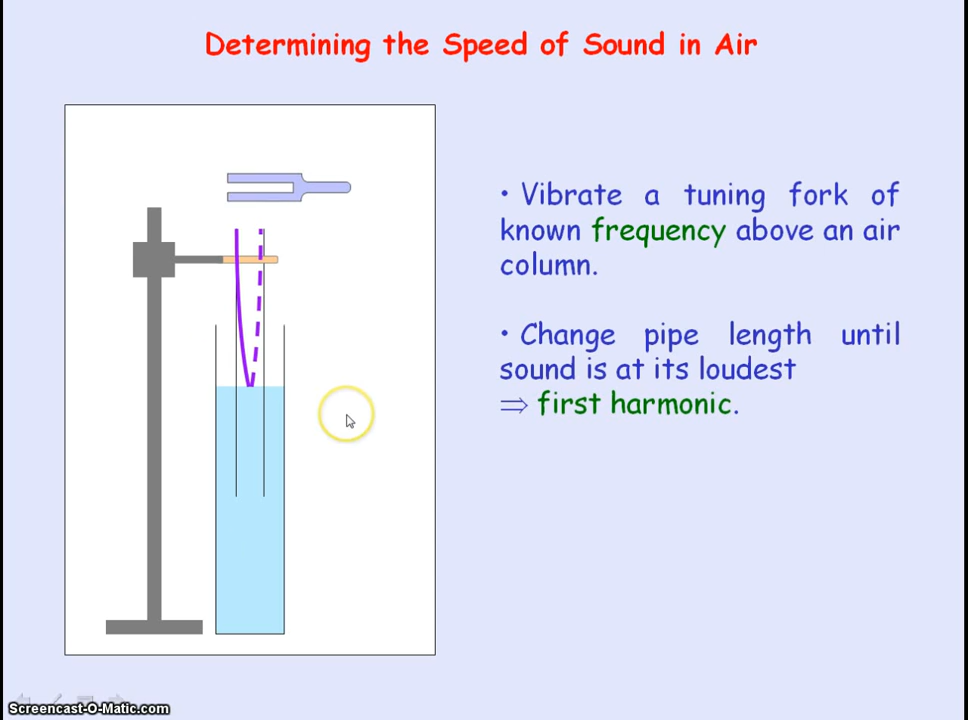 Determining the Speed of Sound in Air
• Vibrate a tuning fork of
known frequency above an air
column.
• Change pipe length until
sound is at its loudest
⇒ first harmonic.
Screencast-O-Matic.com